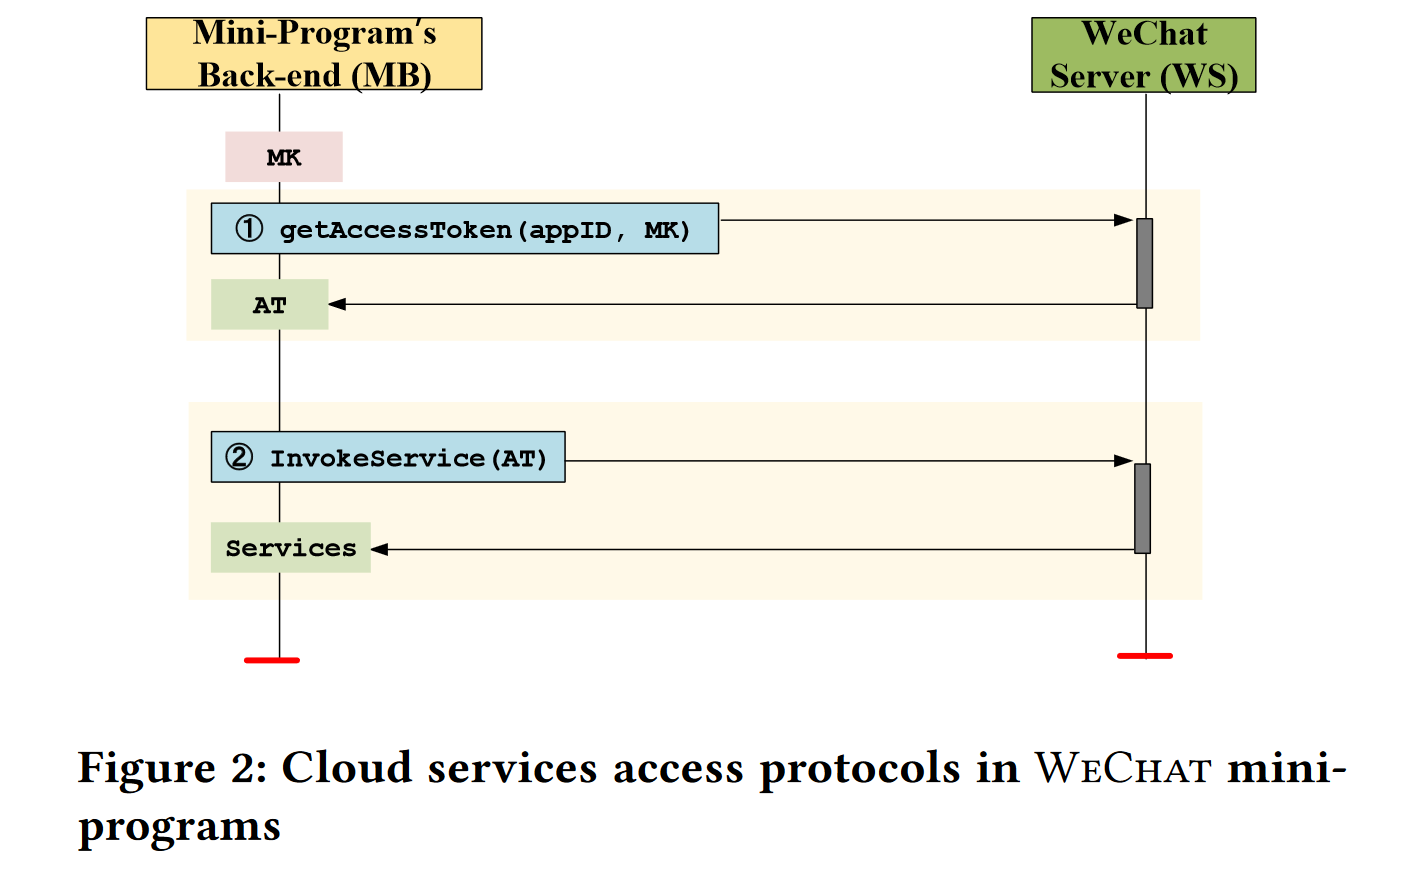 Mini-Program's
Back-end (MB)
WeChat
Server (WS)
MK
① getAccessToken(appID, MK)
AT
② InvokeService(AT)
Services
Figure 2: Cloud services access protocols in WeChat mini-
programs